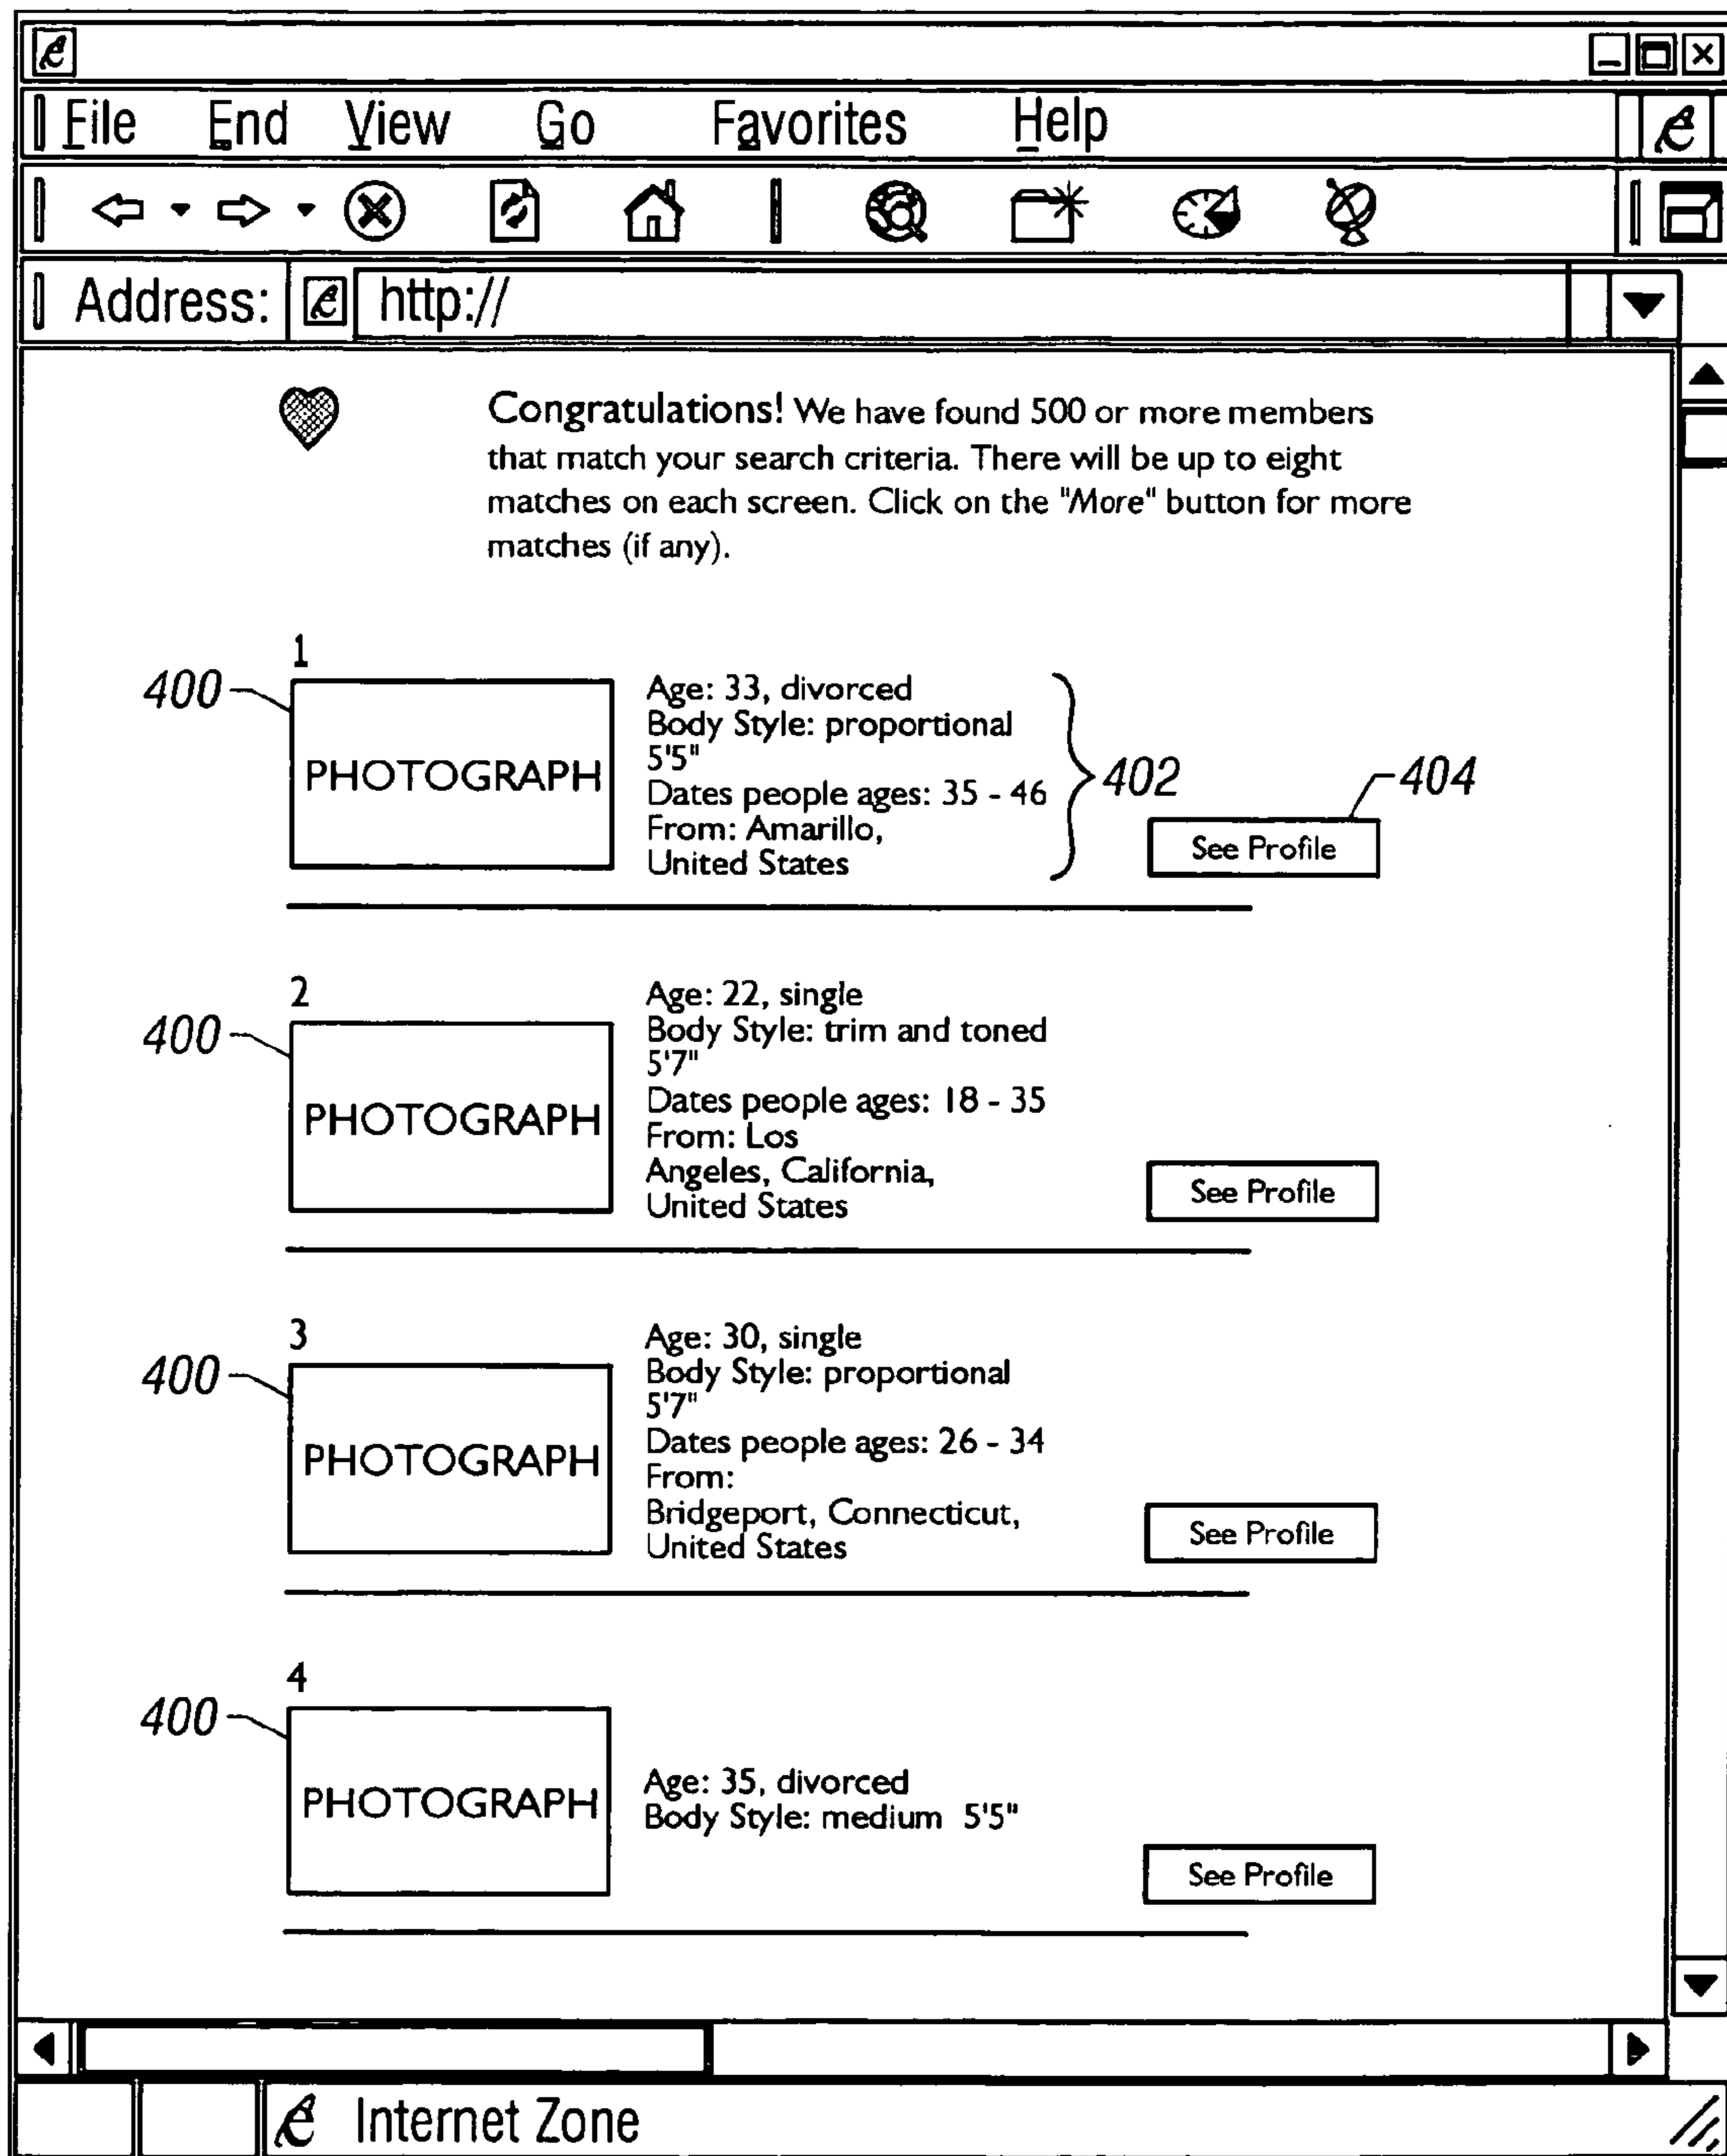 File End View Go Favorites Help
Address: http://
Congratulations! We have found 500 or more members
that match your search criteria. There will be up to eight
matches on each screen. Click on the "More" button for more
matches (if any).
1
400
PHOTOGRAPH
Age: 33, divorced
Body Style: proportional
5'5"
Dates people ages: 35 - 46
From: Amarillo,
United States
402
404
See Profile
2
400
PHOTOGRAPH
Age: 22, single
Body Style: trim and toned
5'7"
Dates people ages: 18 - 35
From: Los
Angeles, California,
United States
See Profile
3
400
PHOTOGRAPH
Age: 30, single
Body Style: proportional
5'7"
Dates people ages: 26 - 34
From:
Bridgeport, Connecticut,
United States
See Profile
4
400
PHOTOGRAPH
Age: 35, divorced
Body Style: medium 5'5"
See Profile
Internet Zone